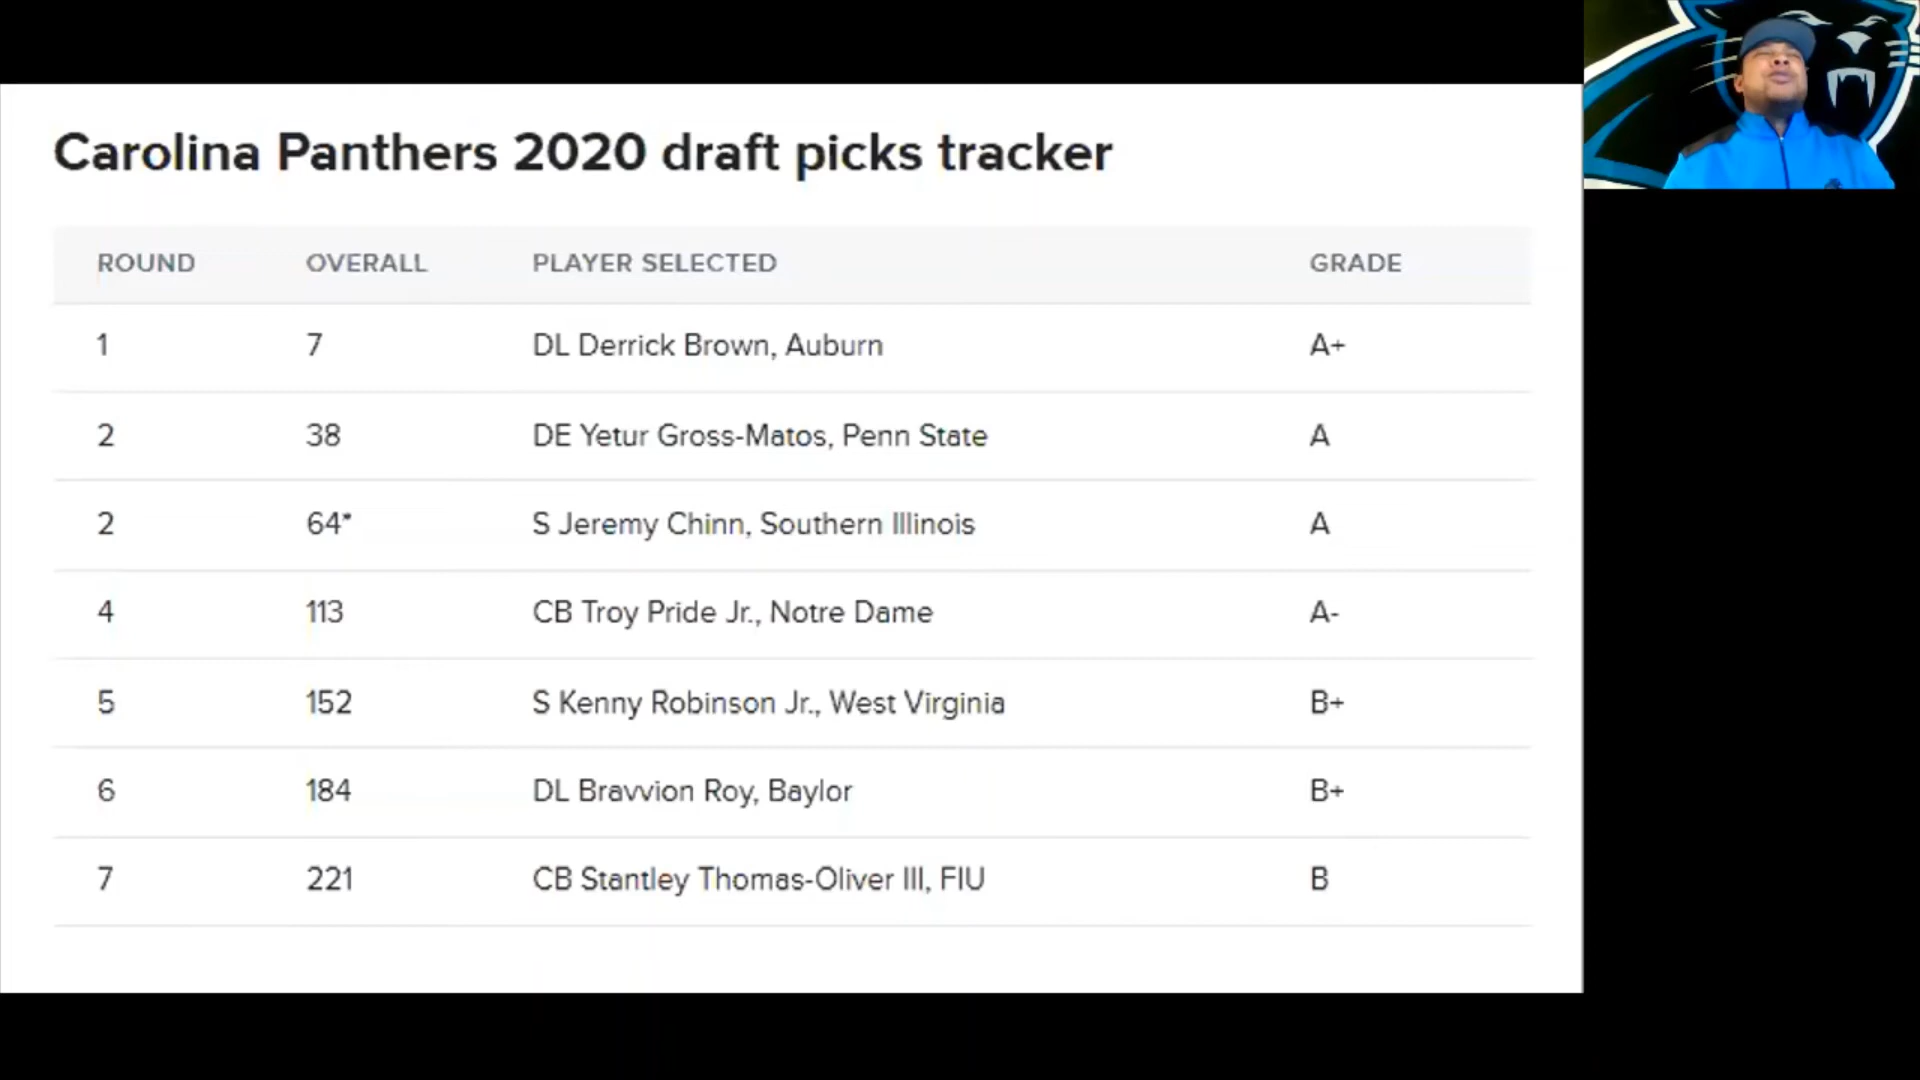 Carolina Panthers 2020 draft picks tracker
ROUND OVERALL PLAYER SELECTED GRADE
1 7 DL Derrick Brown, Auburn A+
2 38 DE Yetur Gross-Matos, Penn State A
2 64* S Jeremy Chinn, Southern Illinois A
4 113 CB Troy Pride Jr., Notre Dame A-
5 152 S Kenny Robinson Jr., West Virginia B+
6 184 DL Bravvion Roy, Baylor B+
7 221 CB Stantley Thomas-Oliver III, FIU B